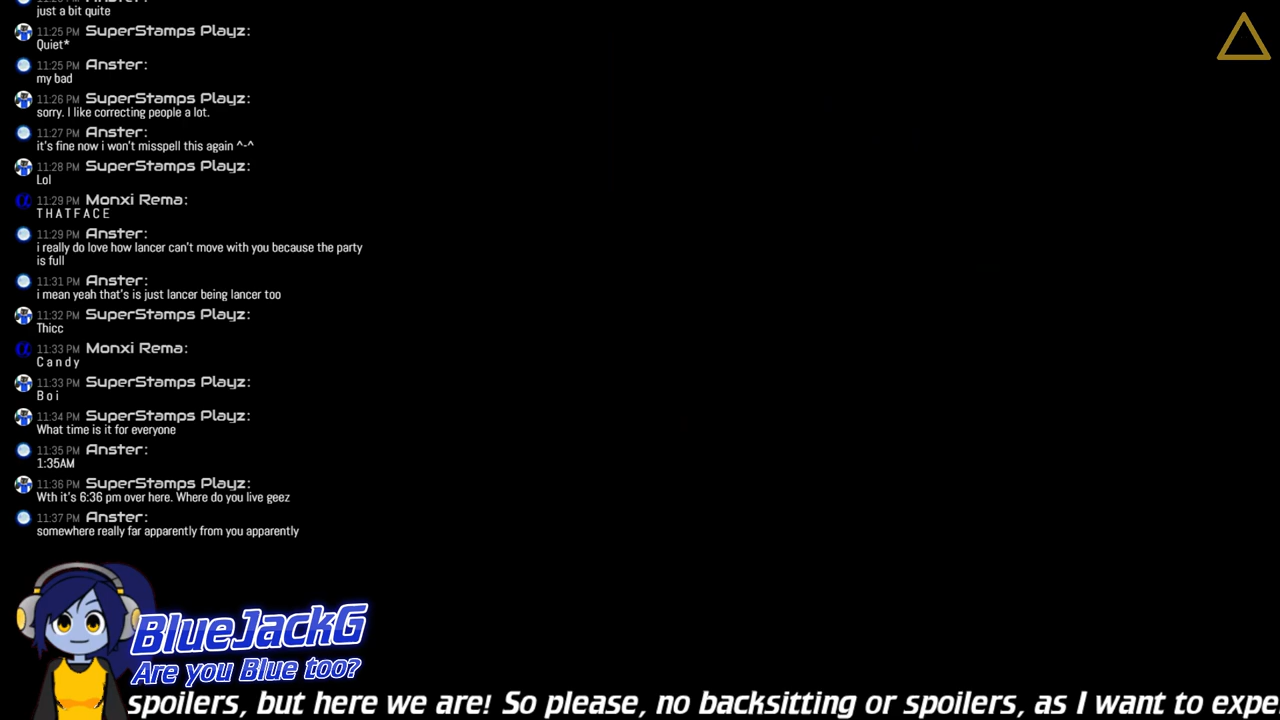 just a bit quite
11:25 PM SuperStamps Playz:
Quiet*
11:25 PM Anster:
my bad
11:26 PM SuperStamps Playz:
sorry. I like correcting people a lot.
11:27 PM Anster:
it's fine now i won't misspell this again ^-^
11:28 PM SuperStamps Playz:
Lol
11:29 PM Monxi Rema:
T H A T F A C E
11:29 PM Anster:
i really do love how lancer can't move with you because the party
is full
11:31 PM Anster:
i mean yeah that's is just lancer being lancer too
11:32 PM SuperStamps Playz:
Thicc
11:33 PM Monxi Rema:
C a n d y
11:33 PM SuperStamps Playz:
B o i
11:34 PM SuperStamps Playz:
What time is it for everyone
11:35 PM Anster:
1:35AM
11:36 PM SuperStamps Playz:
Wth it's 6:36 pm over here. Where do you live geez
11:37 PM Anster:
somewhere really far apparently from you apparently
BlueJackG
Are you Blue too?
spoilers, but here we are! So please, no backsitting or spoilers, as I want to expe